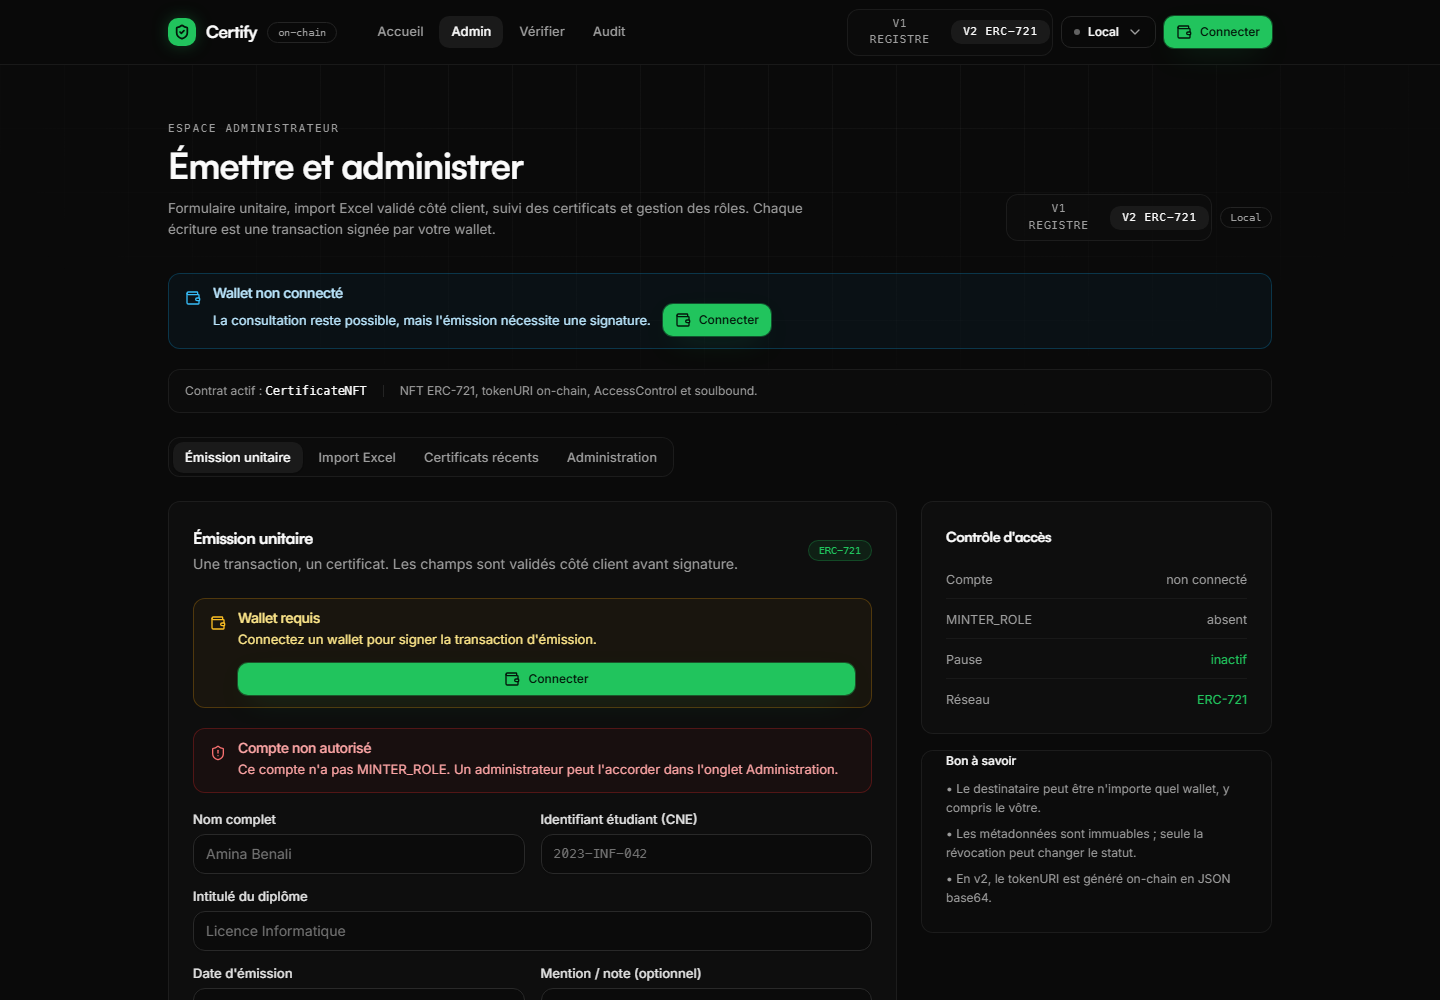 Certify on-chain Accueil Admin Vérifier Audit V1 REGISTRE V2 ERC-721 Local Connecter
ESPACE ADMINISTRATEUR
Émettre et administrer
Formulaire unitaire, import Excel validé côté client, suivi des certificats et gestion des rôles. Chaque
écriture est une transaction signée par votre wallet.
V1
REGISTRE
V2 ERC-721
Local
Wallet non connecté
La consultation reste possible, mais l'émission nécessite une signature. Connecter
Contrat actif : CertificateNFT NFT ERC-721, tokenURI on-chain, AccessControl et soulbound.
Émission unitaire Import Excel Certificats récents Administration
Émission unitaire
Une transaction, un certificat. Les champs sont validés côté client avant signature.
ERC-721
Wallet requis
Connectez un wallet pour signer la transaction d'émission.
Connecter
Compte non autorisé
Ce compte n'a pas MINTER_ROLE. Un administrateur peut l'accorder dans l'onglet Administration.
Nom complet Identifiant étudiant (CNE)
Amina Benali 2023-INF-042
Intitulé du diplôme
Licence Informatique
Date d'émission Mention / note (optionnel)
Contrôle d'accès
Compte non connecté
MINTER_ROLE absent
Pause inactif
Réseau ERC-721
Bon à savoir
• Le destinataire peut être n'importe quel wallet, y
compris le vôtre.
• Les métadonnées sont immuables ; seule la
révocation peut changer le statut.
• En v2, le tokenURI est généré on-chain en JSON
base64.